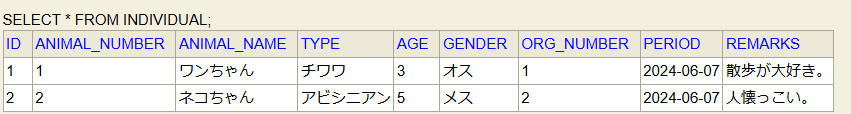 SELECT * FROM INDIVIDUAL;
ID ANIMAL_NUMBER ANIMAL_NAME TYPE AGE GENDER ORG_NUMBER PERIOD REMARKS
1 1 ワンちゃん チワワ 3 オス 1 2024-06-07 散歩が大好き。
2 2 ネコちゃん アビシニアン 5 メス 2 2024-06-07 人懐っこい。